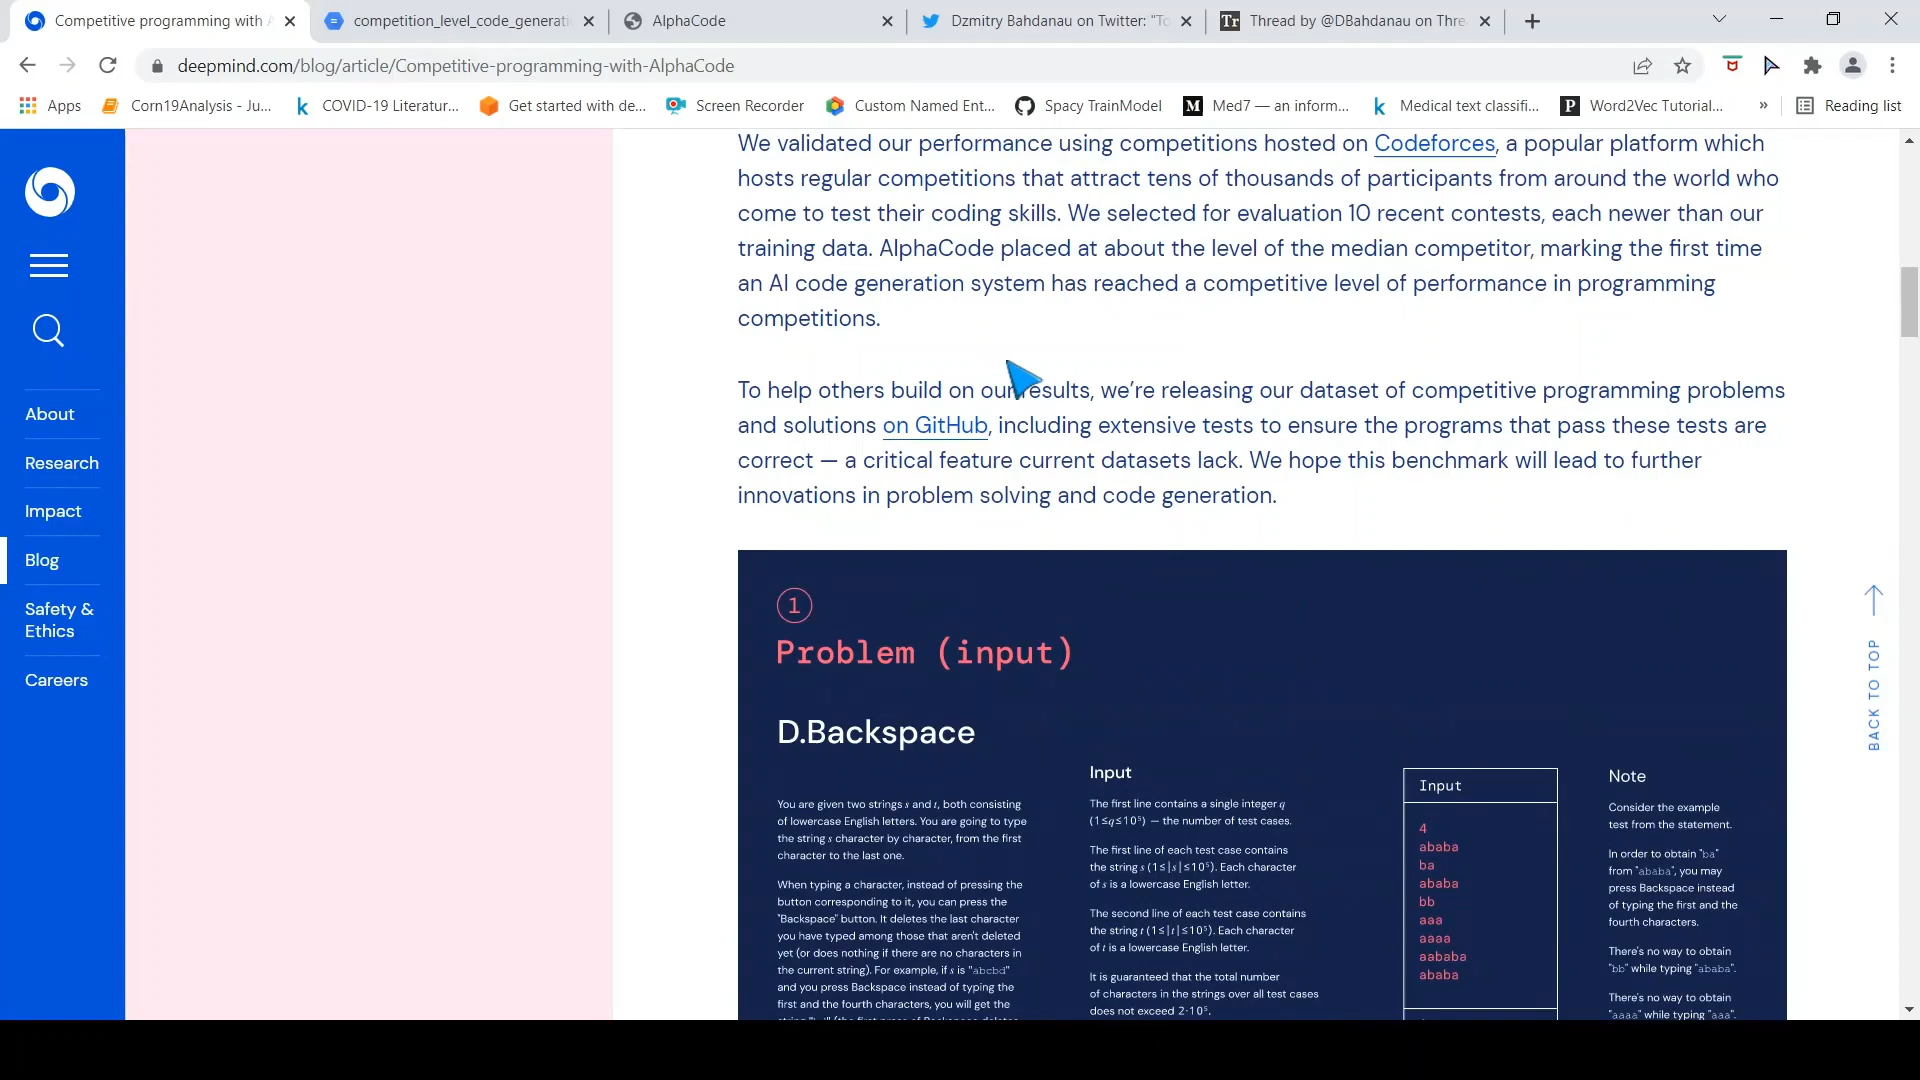 Competitive programming with
competition_level_code_generati
AlphaCode
Dzmitry Bahdanau on Twitter: "To
Thread by @DBahdanau on Thre
deepmind.com/blog/article/Competitive-programming-with-AlphaCode
Apps
Corn19Analysis - Ju...
COVID-19 Literatur...
Get started with de...
Screen Recorder
Custom Named Ent...
Spacy TrainModel
Med7 — an inform...
Medical text classifi...
Word2Vec Tutorial...
»
Reading list
About
Research
Impact
Blog
Safety &
Ethics
Careers
We validated our performance using competitions hosted on Codeforces, a popular platform which
hosts regular competitions that attract tens of thousands of participants from around the world who
come to test their coding skills. We selected for evaluation 10 recent contests, each newer than our
training data. AlphaCode placed at about the level of the median competitor, marking the first time
an AI code generation system has reached a competitive level of performance in programming
competitions.
To help others build on our results, we’re releasing our dataset of competitive programming problems
and solutions on GitHub, including extensive tests to ensure the programs that pass these tests are
correct — a critical feature current datasets lack. We hope this benchmark will lead to further
innovations in problem solving and code generation.
1
Problem (input)
D.Backspace
You are given two strings s and t, both consisting
of lowercase English letters. You are going to type
the string s character by character, from the first
character to the last one.
When typing a character, instead of pressing the
button corresponding to it, you can press the
"Backspace" button. It deletes the last character
you have typed among those that aren't deleted
yet (or does nothing if there are no characters in
the current string). For example, if s is "abcbd"
and you press Backspace instead of typing the
first and the fourth characters, you will get the
Input
The first line contains a single integer q
(1≤q≤10⁵) — the number of test cases.
The first line of each test case contains
the string s (1≤|s|≤10⁵). Each character
of s is a lowercase English letter.
The second line of each test case contains
the string t (1≤|t|≤10⁵). Each character
of t is a lowercase English letter.
It is guaranteed that the total number
of characters in the strings over all test cases
does not exceed 2·10⁵.
Input
4
ababa
ba
ababa
bb
aaa
aaaa
aababa
ababa
Note
Consider the example
test from the statement.
In order to obtain "ba"
from "ababa", you may
press Backspace instead
of typing the first and the
fourth characters.
There's no way to obtain
"bb" while typing "ababa".
There's no way to obtain
"aaaa" while typing "aaa".
BACK TO TOP